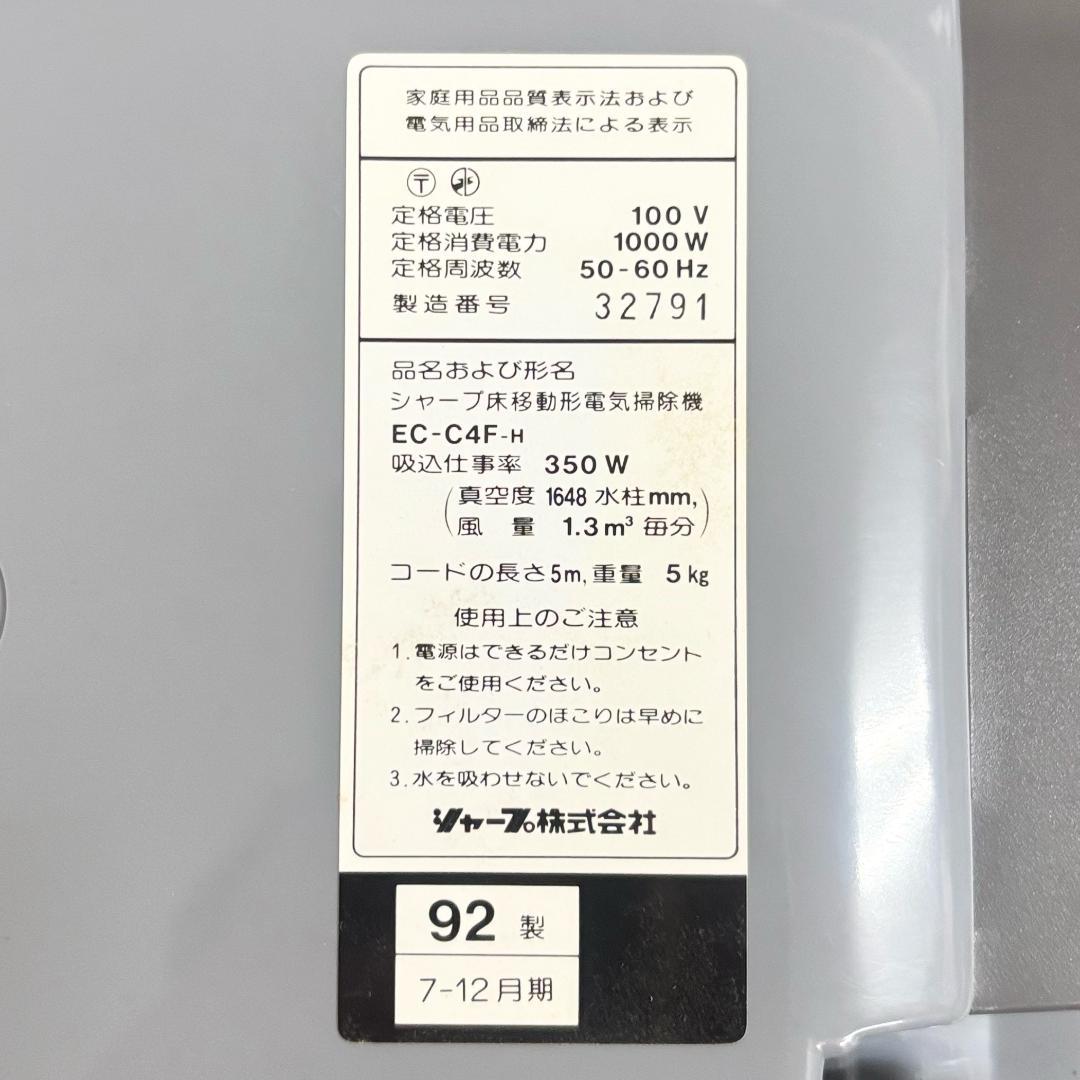 家庭用品品質表示法および
電気用品取締法による表示
〒
定格電圧 100 V
定格消費電力 1000 W
定格周波数 50-60 Hz
製造番号 32791
品名および形名
シャープ床移動形電気掃除機
EC-C4F-H
吸込仕事率 350 W
(真空度 1648 水柱mm,
風 量 1.3 m³ 毎分)
コードの長さ5m,重量 5 kg
使用上のご注意
1. 電源はできるだけコンセント
をご使用ください。
2. フィルターのほこりは早めに
掃除してください。
3. 水を吸わせないでください。
シャープ株式会社
92 製
7-12月期